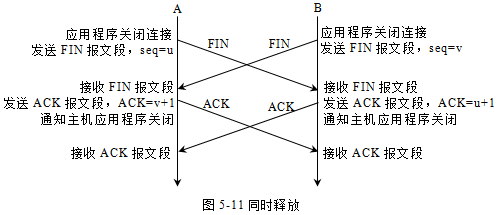 A
B
应用程序关闭连接
发送 FIN 报文段，seq=u
FIN
FIN
应用程序关闭连接
发送 FIN 报文段，seq=v
接收 FIN 报文段
发送 ACK 报文段，ACK=v+1
通知主机应用程序关闭
ACK
ACK
接收 FIN 报文段
发送 ACK 报文段，ACK=u+1
通知主机应用程序关闭
接收 ACK 报文段
接收 ACK 报文段
图 5-11 同时释放